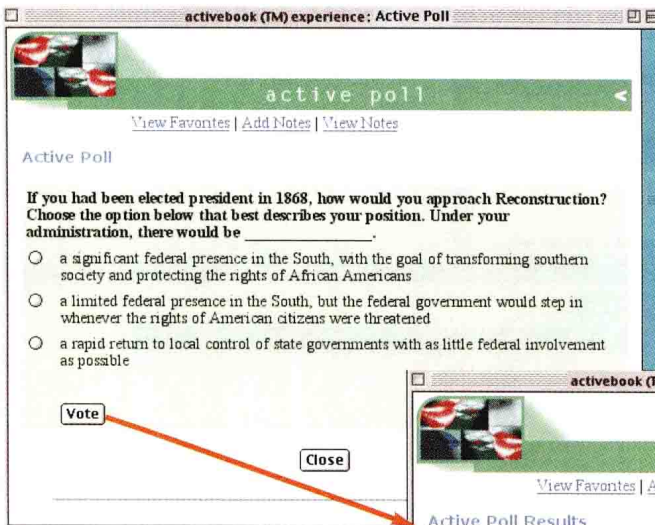 activebook (TM) experience: Active Poll
active poll
<
View Favorites | Add Notes | View Notes
Active Poll
If you had been elected president in 1868, how would you approach Reconstruction?
Choose the option below that best describes your position. Under your
administration, there would be _______________.
a significant federal presence in the South, with the goal of transforming southern
society and protecting the rights of African Americans
a limited federal presence in the South, but the federal government would step in
whenever the rights of American citizens were threatened
a rapid return to local control of state governments with as little federal involvement
as possible
Vote
Close
activebook (T
View Favorites | A
Active Poll Results